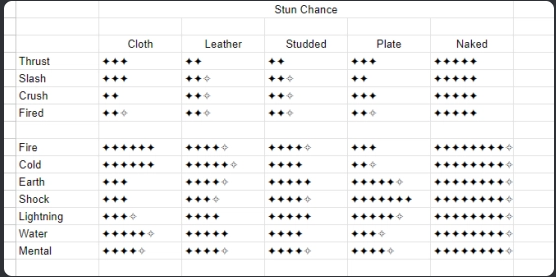 Stun Chance
Cloth Leather Studded Plate Naked
Thrust ✦✦✦ ✦✦ ✦✦ ✦✦✦ ✦✦✦✦✦
Slash ✦✦✦ ✦✦✧ ✦✦✧ ✦✦ ✦✦✦✦✦
Crush ✦✦ ✦✦✧ ✦✦✧ ✦✦✦ ✦✦✦✦✦
Fired ✦✦✧ ✦✦✧ ✦✦✧ ✦✦✧ ✦✦✦✦✦
Fire ✦✦✦✦✦✦ ✦✦✦✦✧ ✦✦✦✦✧ ✦✦✦ ✦✦✦✦✦✦✦✦✧
Cold ✦✦✦✦✦✦ ✦✦✦✦✦✧ ✦✦✦✦ ✦✦✧ ✦✦✦✦✦✦✦✦✧
Earth ✦✦✦ ✦✦✦✦✧ ✦✦✦✦✦ ✦✦✦✦✦✧ ✦✦✦✦✦✦✦✦✧
Shock ✦✦✦ ✦✦✦✧ ✦✦✦✦✧ ✦✦✦✦✦✦✦ ✦✦✦✦✦✦✦✦✧
Lightning ✦✦✦✧ ✦✦✦✦ ✦✦✦✦✦ ✦✦✦✦✦✧ ✦✦✦✦✦✦✦✦✧
Water ✦✦✦✦✦✧ ✦✦✦✦✦ ✦✦✦✦ ✦✦✦✧ ✦✦✦✦✦✦✦✦✧
Mental ✦✦✦✦✧ ✦✦✦✦✧ ✦✦✦✦✧ ✦✦✦✦✧ ✦✦✦✦✦✦✦✦✧